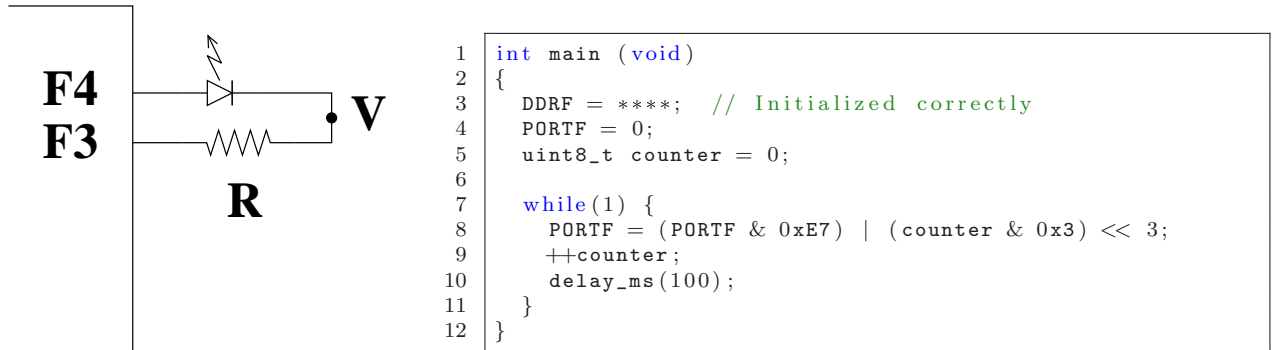 F4
F3
V
R
1 int main (void)
2 {
3 DDRF = ****; // Initialized correctly
4 PORTF = 0;
5 uint8_t counter = 0;
6
7 while(1) {
8 PORTF = (PORTF & 0xE7) | (counter & 0x3) << 3;
9 ++counter;
10 delay_ms(100);
11 }
12 }